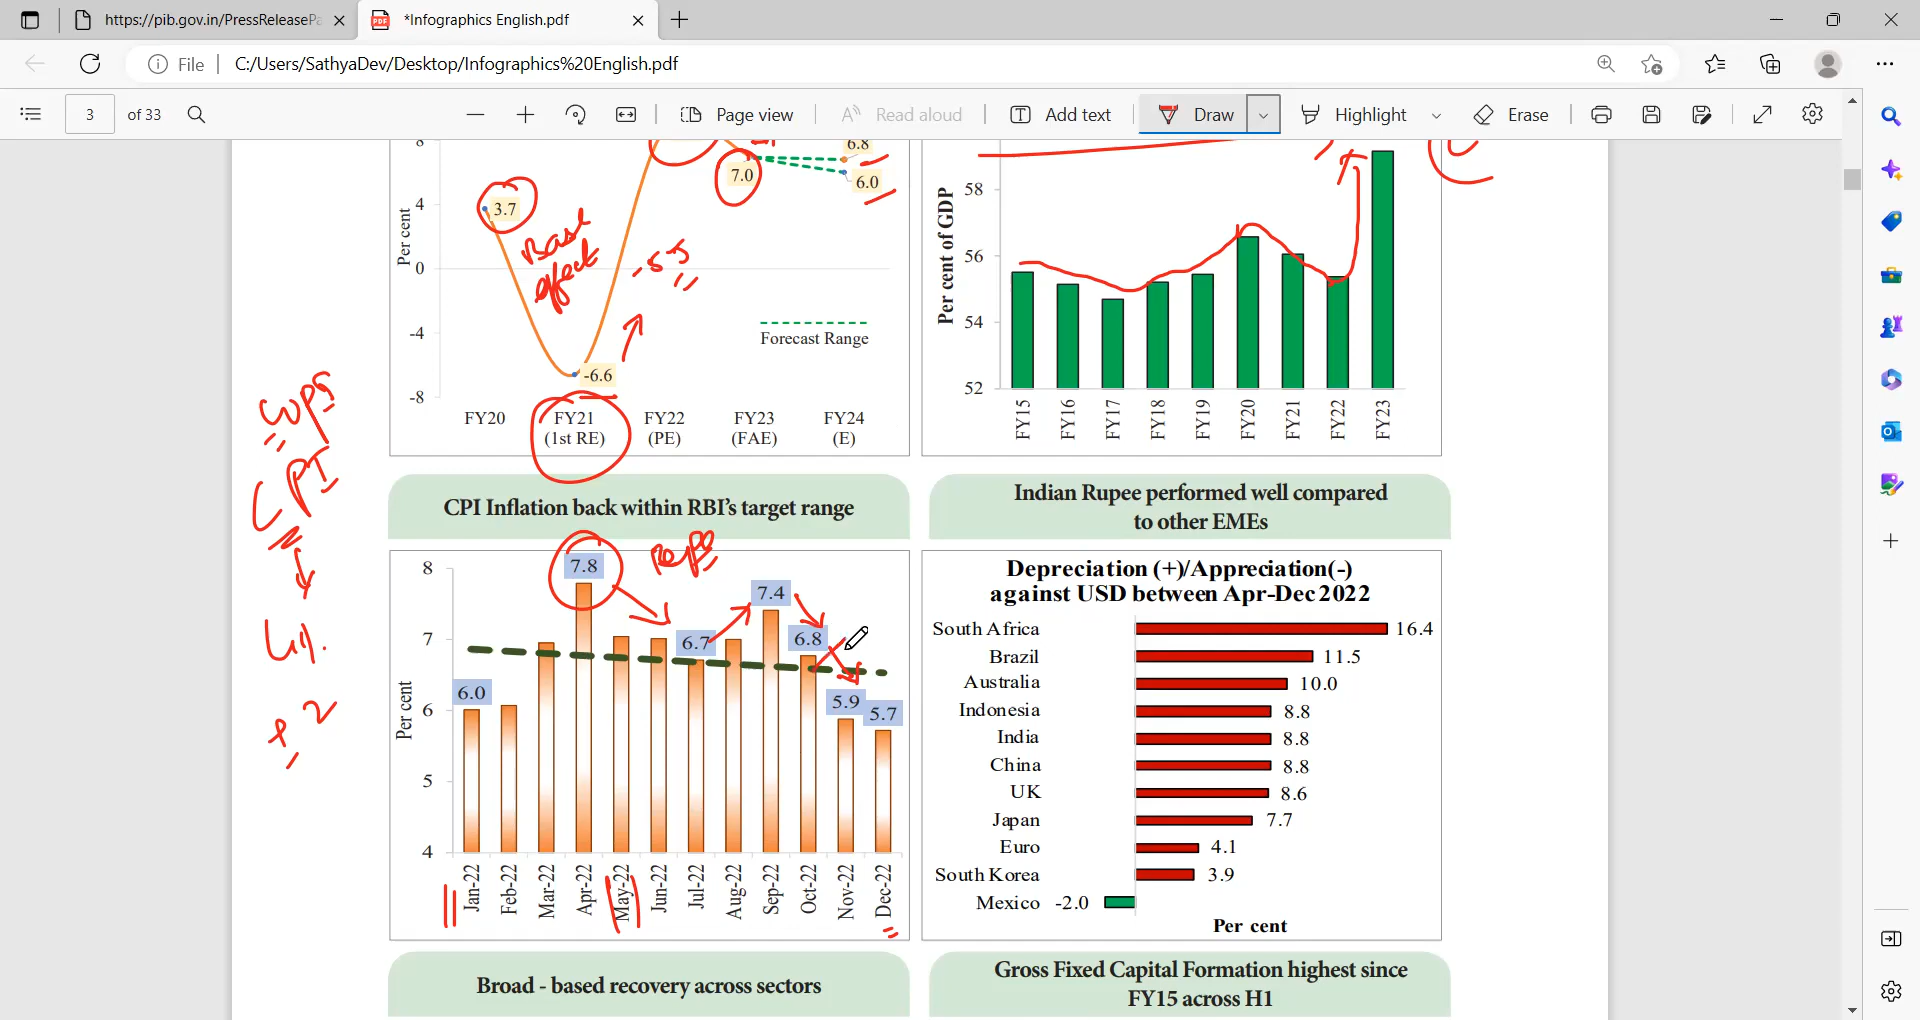 https://pib.gov.in/PressReleasePa
*Infographics English.pdf
File
C:/Users/SathyaDev/Desktop/Infographics%20English.pdf
3 of 33
Page view
Read aloud
Add text
Draw
Highlight
Erase
8
4
0
-4
-8
Per cent
3.7
Base
effect
-6.6
7.0
6.8
6.0
Forecast Range
FY20
FY21
(1st RE)
FY22
(PE)
FY23
(FAE)
FY24
(E)
Per cent of GDP
58
56
54
52
FY15
FY16
FY17
FY18
FY19
FY20
FY21
FY22
FY23
CPI
4%
± 2
CPI Inflation back within RBI's target range
Repo
8
7
6
5
4
Per cent
6.0
7.8
6.7
7.4
6.8
5.9
5.7
Jan-22
Feb-22
Mar-22
Apr-22
May-22
Jun-22
Jul-22
Aug-22
Sep-22
Oct-22
Nov-22
Dec-22
Indian Rupee performed well compared
to other EMEs
Depreciation (+)/Appreciation(-)
against USD between Apr-Dec 2022
South Africa 16.4
Brazil 11.5
Australia 10.0
Indonesia 8.8
India 8.8
China 8.8
UK 8.6
Japan 7.7
Euro 4.1
South Korea 3.9
Mexico -2.0
Per cent
Broad - based recovery across sectors
Gross Fixed Capital Formation highest since
FY15 across H1